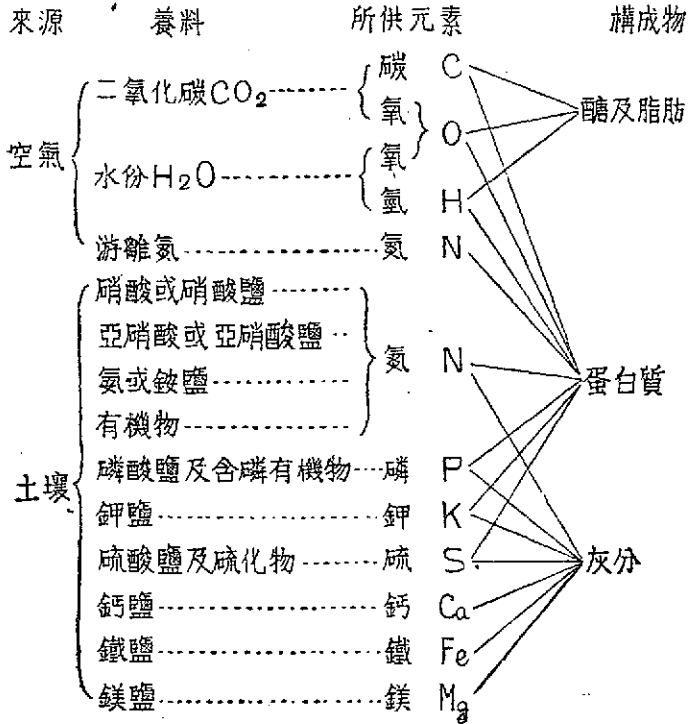 來源 養料 所供元素 構成物
二氧化碳CO₂ 碳 C
氧 O
醣及脂肪
空氣
水份H₂O 氧
氫 H
游離氮 氮 N
硝酸或硝酸鹽
亞硝酸或亞硝酸鹽
氮 N
氨或銨鹽
蛋白質
有機物
土壤
磷酸鹽及含磷有機物 磷 P
鉀鹽 鉀 K
硫酸鹽及硫化物 硫 S 灰分
鈣鹽 鈣 Ca
鐵鹽 鐵 Fe
鎂鹽 鎂 Mg